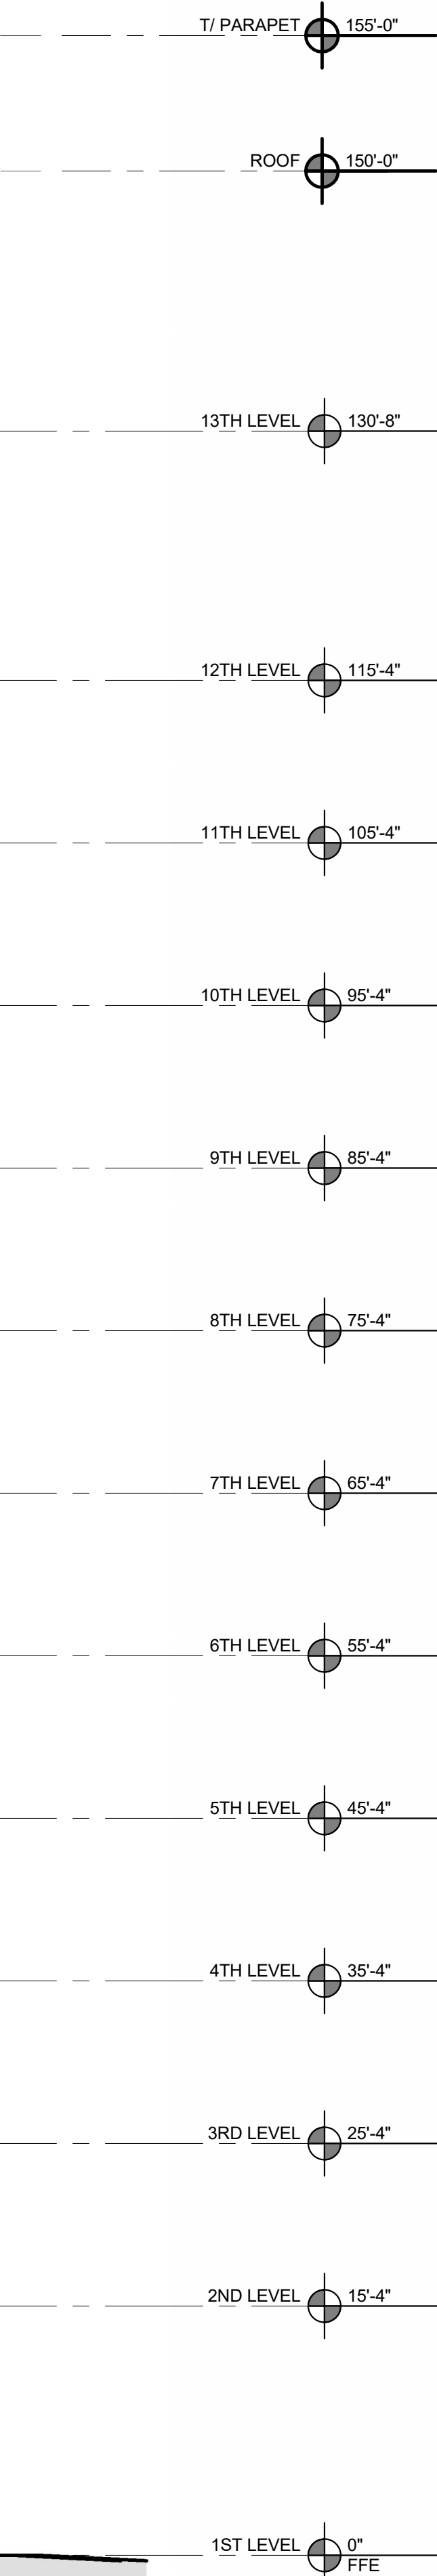 T/ PARAPET 155'-0"
ROOF 150'-0"
13TH LEVEL 130'-8"
12TH LEVEL 115'-4"
11TH LEVEL 105'-4"
10TH LEVEL 95'-4"
9TH LEVEL 85'-4"
8TH LEVEL 75'-4"
7TH LEVEL 65'-4"
6TH LEVEL 55'-4"
5TH LEVEL 45'-4"
4TH LEVEL 35'-4"
3RD LEVEL 25'-4"
2ND LEVEL 15'-4"
1ST LEVEL 0"
FFE